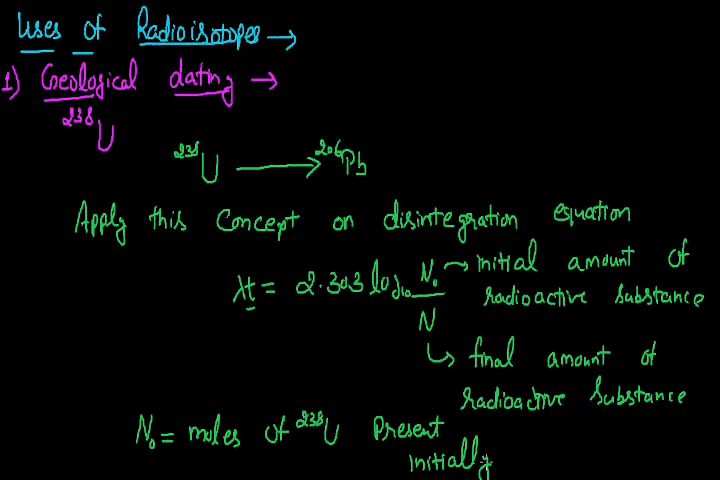 Uses of Radioisotopes →
1) Geological dating →
²³⁸U
²³⁸U → ²⁰⁶Pb
Apply this concept on disintegration equation
λt = 2.303 log₁₀ N₀/N
→ initial amount of
radioactive substance
→ final amount of
radioactive substance
N₀ = moles of ²³⁸U Present
initially